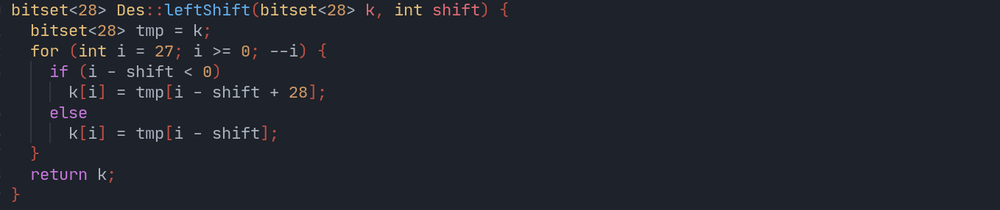 bitset<28> Des::leftShift(bitset<28> k, int shift) {
  bitset<28> tmp = k;
  for (int i = 27; i >= 0; --i) {
    if (i - shift < 0)
      k[i] = tmp[i - shift + 28];
    else
      k[i] = tmp[i - shift];
  }
  return k;
}